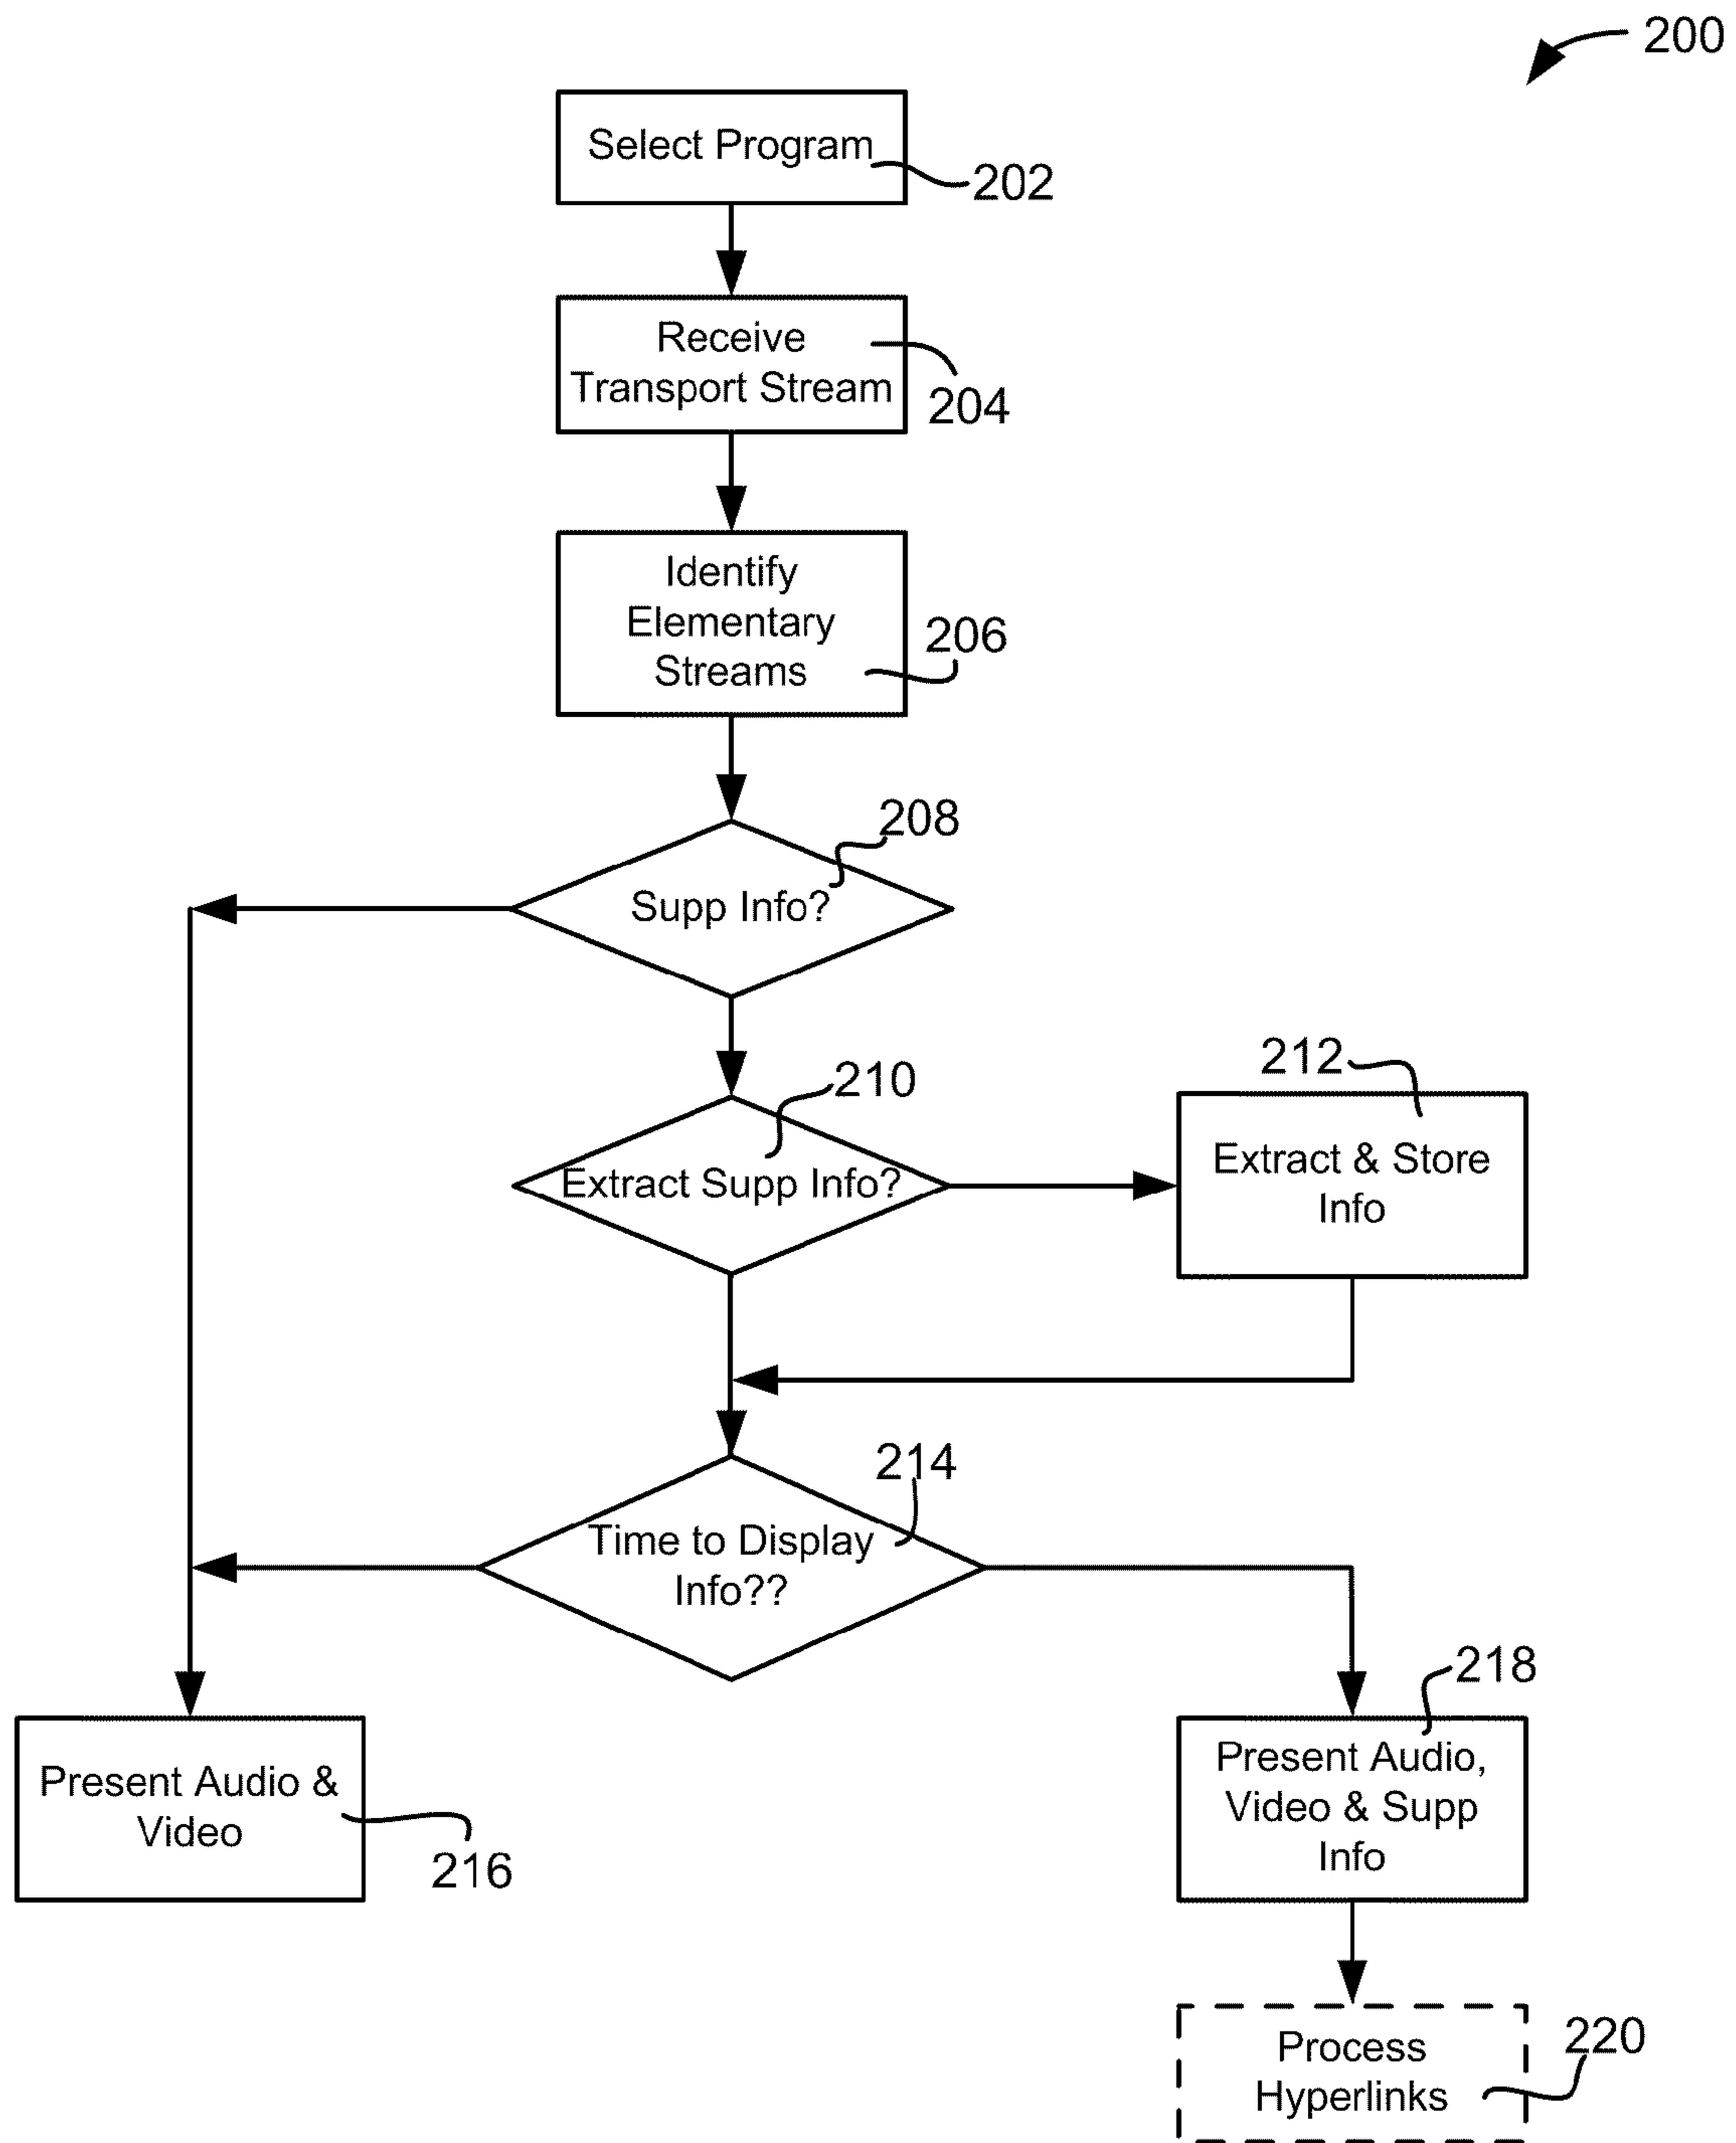 200
Select Program
202
Receive
Transport Stream
204
Identify
Elementary
Streams
206
208
Supp Info?
210
Extract Supp Info?
212
Extract & Store
Info
214
Time to Display
Info??
Present Audio &
Video
216
218
Present Audio,
Video & Supp
Info
Process
Hyperlinks
220